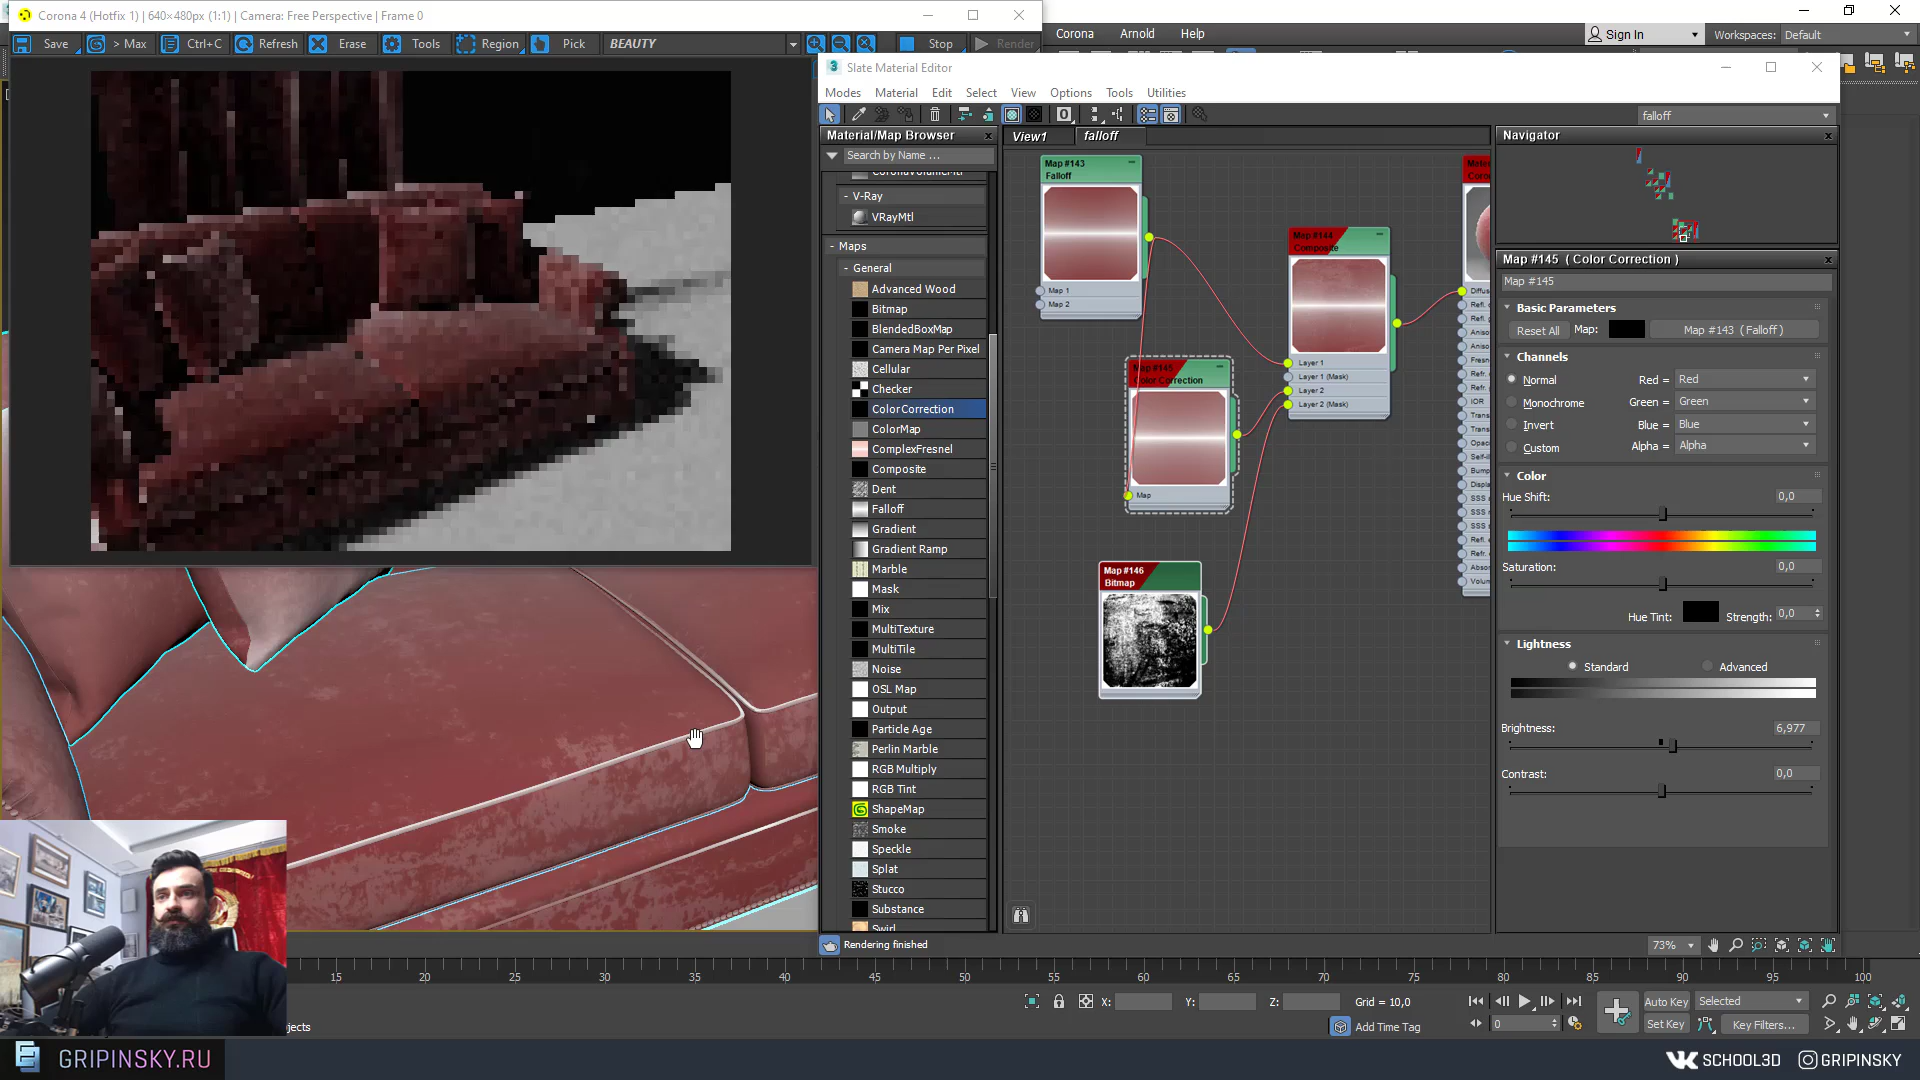 Corona 4 (Hotfix 1) | 640×480px (1:1) | Camera: Free Perspective | Frame 0
Save
> Max
Ctrl+C
Refresh
Erase
Tools
Region
Pick
BEAUTY
Stop
Render
Corona
Arnold
Help
Sign In
Workspaces:
Default
Slate Material Editor
Modes
Material
Edit
Select
View
Options
Tools
Utilities
falloff
Material/Map Browser
View1
falloff
Navigator
Search by Name ...
- V-Ray
VRayMtl
- Maps
- General
Advanced Wood
Bitmap
BlendedBoxMap
Camera Map Per Pixel
Cellular
Checker
Color Correction
ColorMap
ComplexFresnel
Composite
Dent
Falloff
Gradient
Gradient Ramp
Marble
Mask
Mix
MultiTexture
MultiTile
Noise
OSL Map
Output
Particle Age
Perlin Marble
RGB Multiply
RGB Tint
ShapeMap
Smoke
Speckle
Splat
Stucco
Substance
Swirl
Map #143
Falloff
Map 1
Map 2
Map #144
Composite
Layer 1
Layer 1 (Mask)
Layer 2
Layer 2 (Mask)
Map #145
Color Correction
Map
Map #146
Bitmap
Map #145 ( Color Correction )
Map #145
Basic Parameters
Reset All
Map:
Map #143 ( Falloff )
Channels
Normal
Red =
Red
Monochrome
Green =
Green
Invert
Blue =
Blue
Custom
Alpha =
Alpha
Color
Hue Shift:
0,0
Saturation:
0,0
Hue Tint:
Strength:
0,0
Lightness
Standard
Advanced
Brightness:
6,977
Contrast:
0,0
Rendering finished
73%
15 20 25 30 35 40 45 50 55 60 65 70 75 80 85 90 95 100
X:
Y:
Z:
Grid = 10,0
Add Time Tag
0
Auto Key
Selected
Set Key
Key Filters...
jects
GRIPINSKY.RU
SCHOOL3D
GRIPINSKY